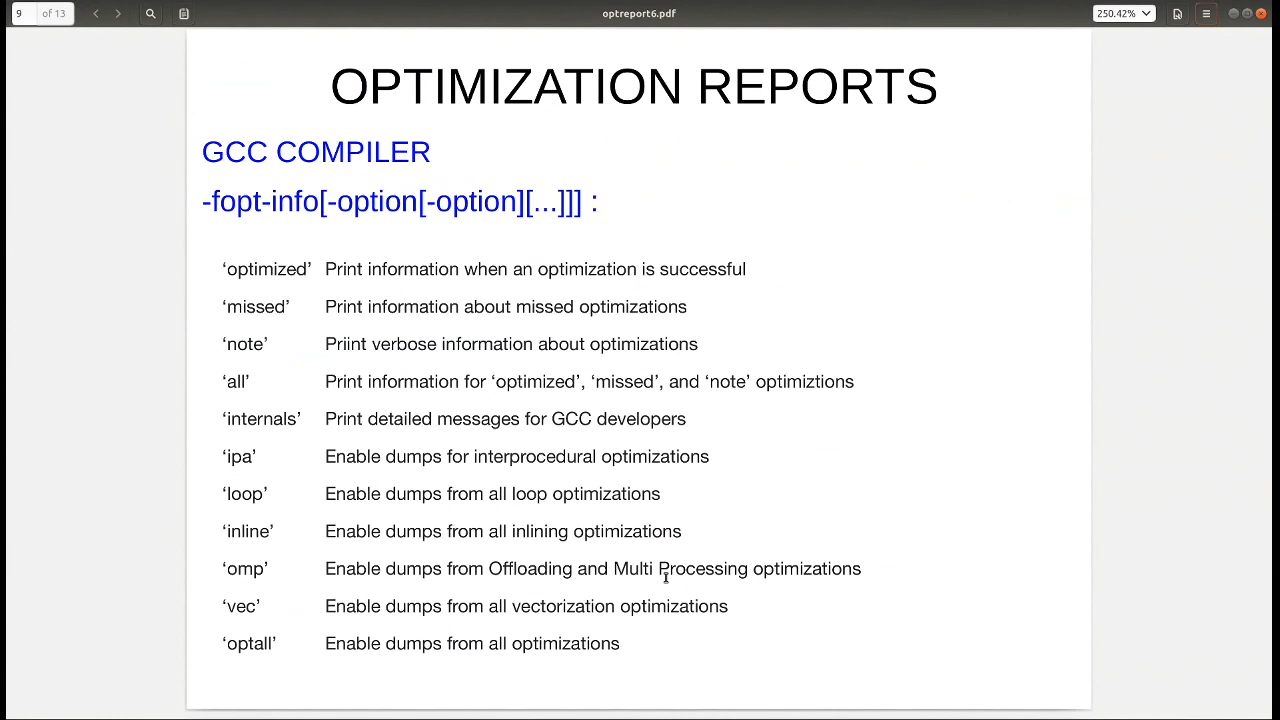 9 of 13
optreport6.pdf
250.42%
OPTIMIZATION REPORTS
GCC COMPILER
-fopt-info[-option[-option][...]]] :
‘optimized’ Print information when an optimization is successful
‘missed’ Print information about missed optimizations
‘note’ Priint verbose information about optimizations
‘all’ Print information for ‘optimized’, ‘missed’, and ‘note’ optimiztions
‘internals’ Print detailed messages for GCC developers
‘ipa’ Enable dumps for interprocedural optimizations
‘loop’ Enable dumps from all loop optimizations
‘inline’ Enable dumps from all inlining optimizations
‘omp’ Enable dumps from Offloading and Multi Processing optimizations
‘vec’ Enable dumps from all vectorization optimizations
‘optall’ Enable dumps from all optimizations